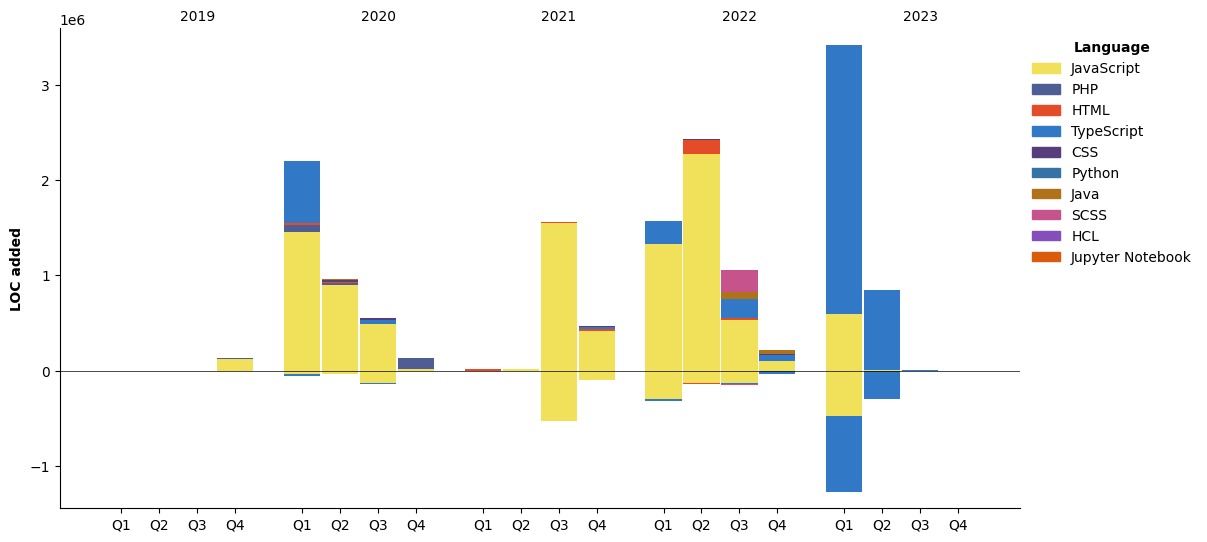 2019 2020 2021 2022 2023
1e6
Language
JavaScript
PHP
HTML
TypeScript
CSS
Python
Java
SCSS
HCL
Jupyter Notebook
LOC added
3
2
1
0
−1
Q1 Q2 Q3 Q4 Q1 Q2 Q3 Q4 Q1 Q2 Q3 Q4 Q1 Q2 Q3 Q4 Q1 Q2 Q3 Q4